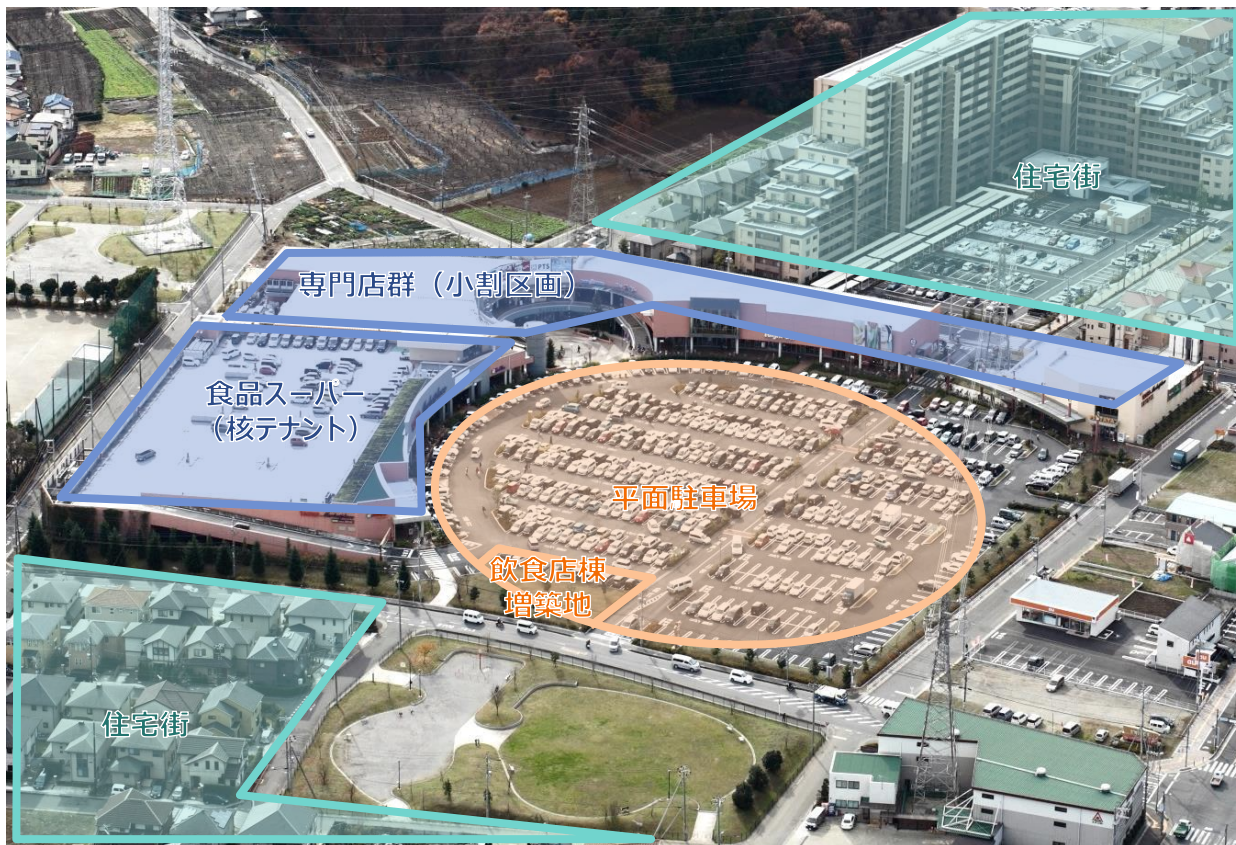 住宅街
専門店群（小割区画）
食品スーパー
（核テナント）
平面駐車場
飲食店棟
増築地
住宅街